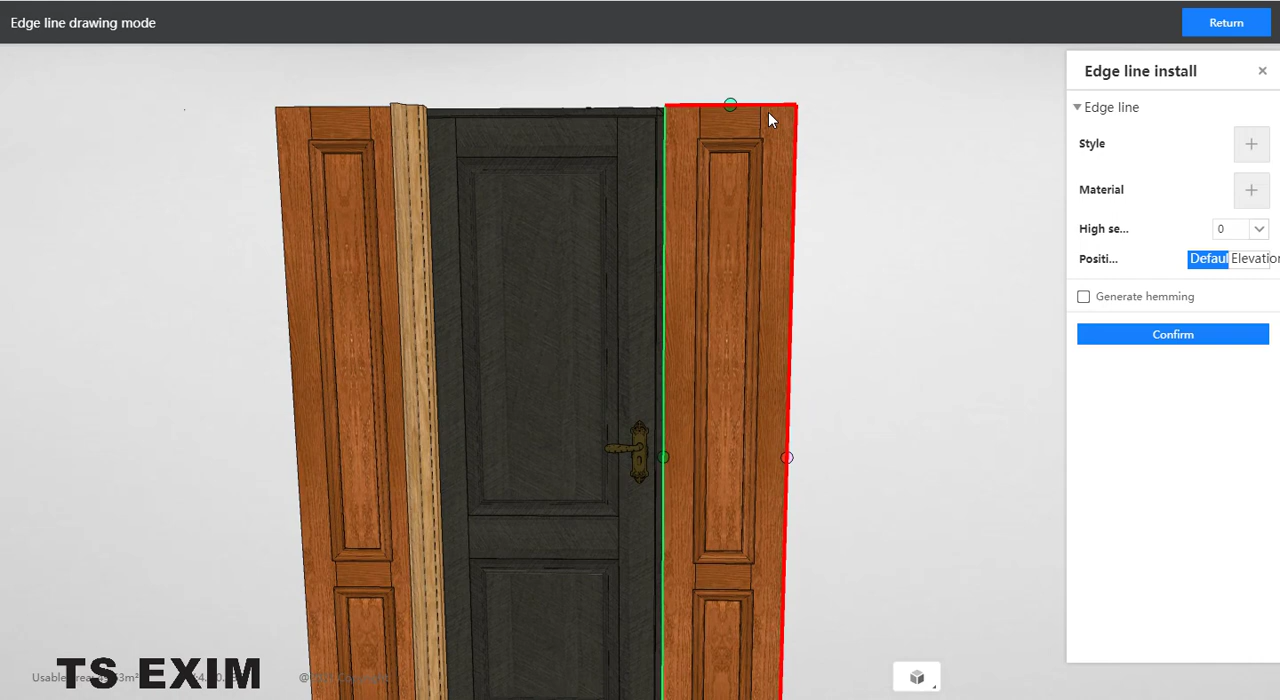 Edge line drawing mode
Return
Edge line install
Edge line
Style
Material
High se...
0
Positi...
Defaul Elevation
Generate hemming
Confirm
TS EXIM